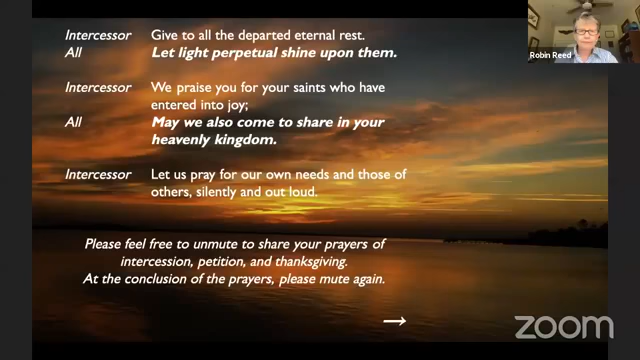 Intercessor Give to all the departed eternal rest.
All Let light perpetual shine upon them.
Intercessor We praise you for your saints who have
entered into joy;
All May we also come to share in your
heavenly kingdom.
Intercessor Let us pray for our own needs and those of
others, silently and out loud.
Please feel free to unmute to share your prayers of
intercession, petition, and thanksgiving.
At the conclusion of the prayers, please mute again.
→
Robin Reed
zoom